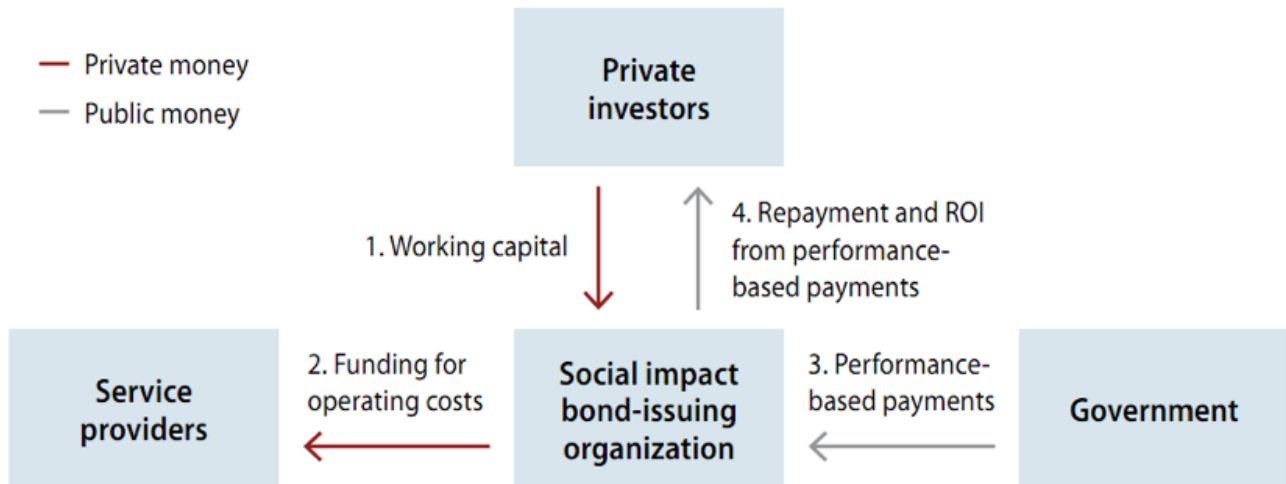 Private money
Public money
Private
investors
1. Working capital
4. Repayment and ROI
from performance-
based payments
Service
providers
2. Funding for
operating costs
Social impact
bond-issuing
organization
3. Performance-
based payments
Government